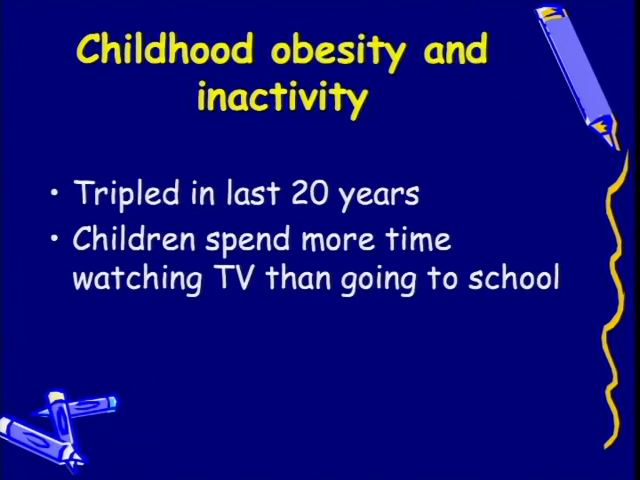 Childhood obesity and
inactivity
• Tripled in last 20 years
• Children spend more time
watching TV than going to school